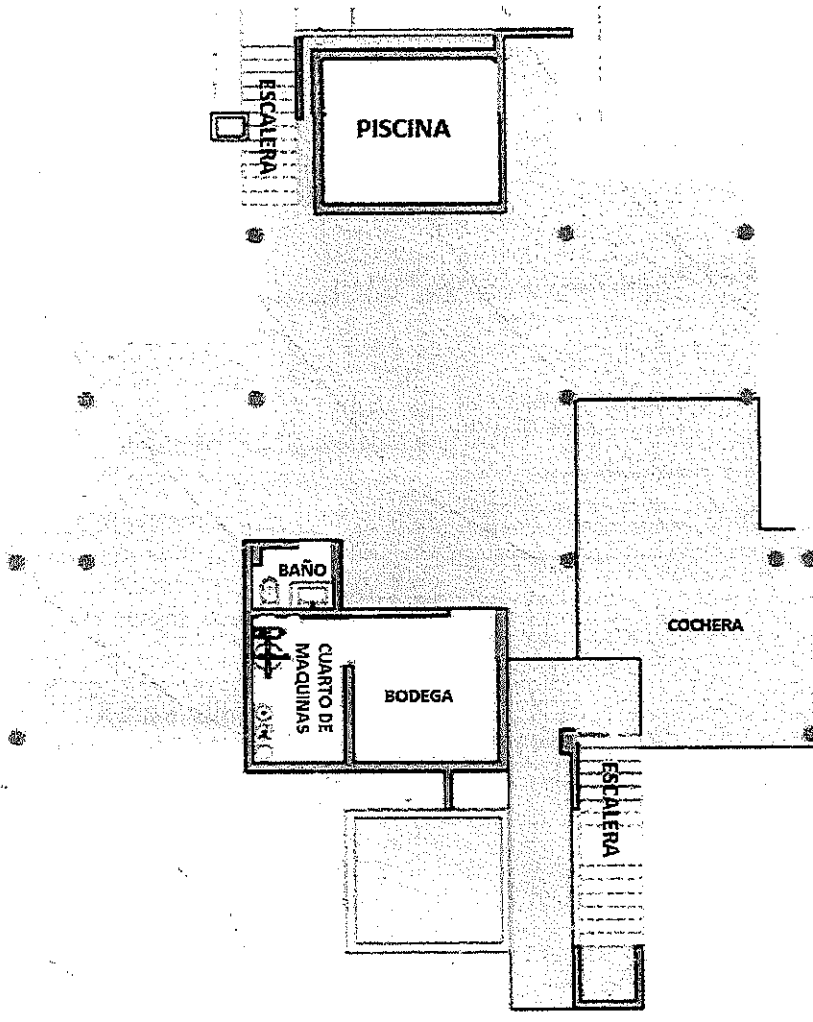 ESCALERA
PISCINA
BAÑO
CUARTO DE
MAQUINAS
BODEGA
COCHERA
ESCALERA